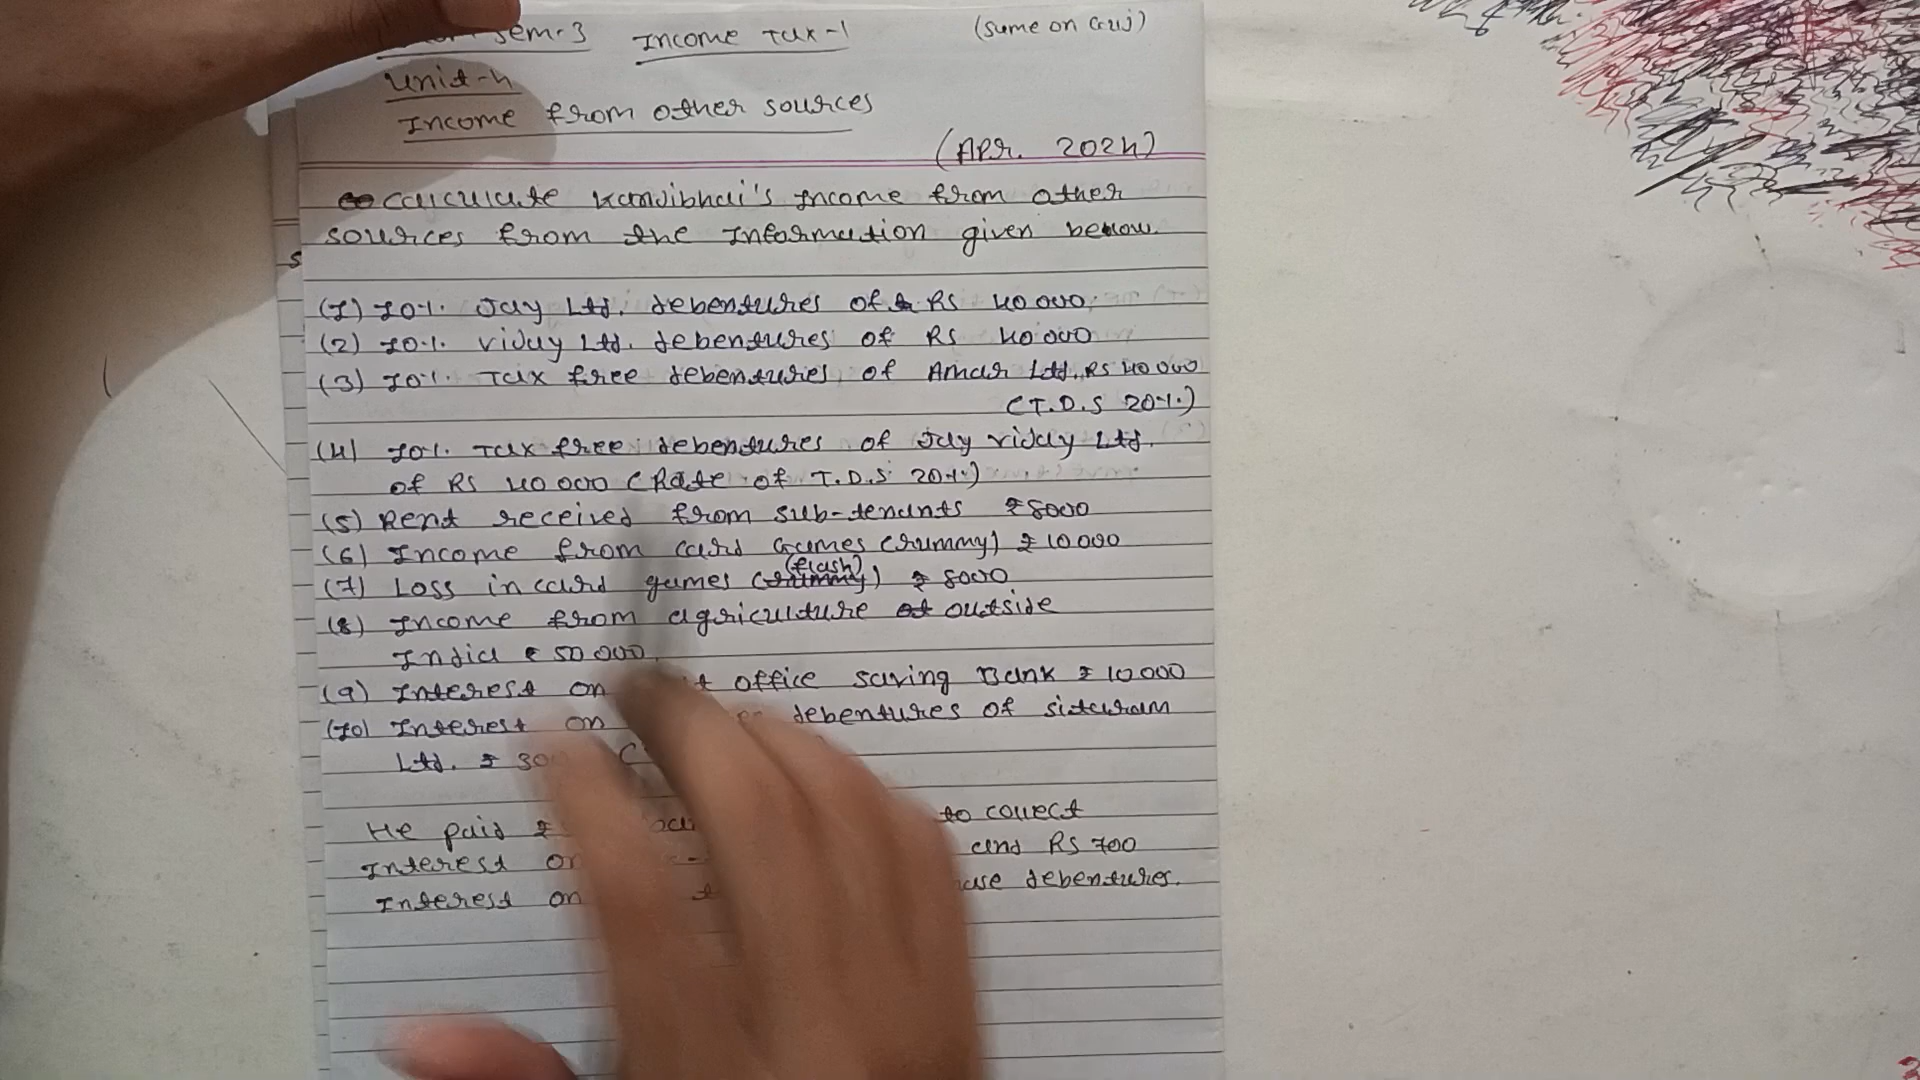 sem-3 Income Tax-1 (sume on Guj)
Unit-4
Income from other sources
(Apr. 2024)
calculate kanjibhai's Income from other
sources from the Information given below.
(1) 10%. Jay Ltd. debentures of Rs 40000.
(2) 10%. vijay Ltd. debentures of Rs 40000
(3) 10%. Tax free debentures of Amar Ltd. Rs 40000
(T.D.S 20%.)
(4) 10%. Tax free debentures of Jay vijay Ltd.
of Rs 40000 (Rate of T.D.S 20%.)
(5) Rent received from sub-tenants ₹8000
(6) Income from card Games (rummy) ₹ 10000
(7) Loss in card games (flash) ₹ 8000
(8) Income from agriculture outside
India ₹ 50000.
(9) Interest on office saving Bank ₹ 10000
(10) Interest on debentures of sitaram
Ltd. ₹
He paid ₹ to collect
Interest on and Rs 700
Interest on debentures.